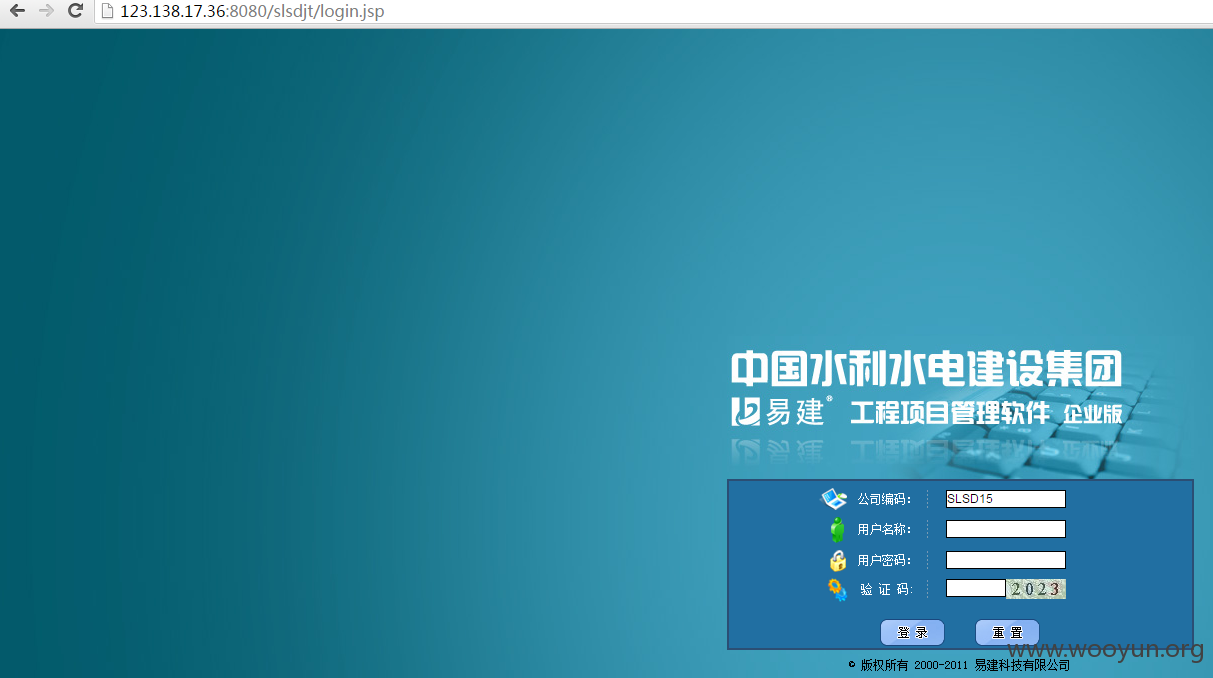 123.138.17.36:8080/slsdjt/login.jsp
中国水利水电建设集团
易建® 工程项目管理软件 企业版
公司编码: SLSD15
用户名称:
用户密码:
验 证 码: 2023
登 录 重 置
www.wooyun.org
© 版权所有 2000-2011 易建科技有限公司